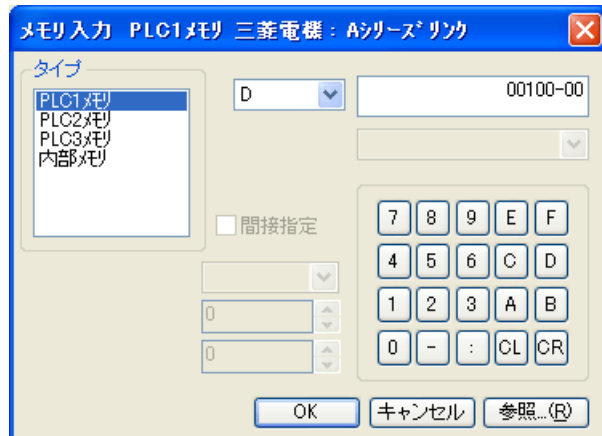 メモリ入力 PLC1ﾒﾓﾘ 三菱電機：Aｼﾘｰｽﾞ ﾘﾝｸ
タイプ
PLC1ﾒﾓﾘ
PLC2ﾒﾓﾘ
PLC3ﾒﾓﾘ
内部ﾒﾓﾘ
D
00100-00
間接指定
0
0
7 8 9 E F
4 5 6 C D
1 2 3 A B
0 - : CL CR
OK キャンセル 参照...(R)